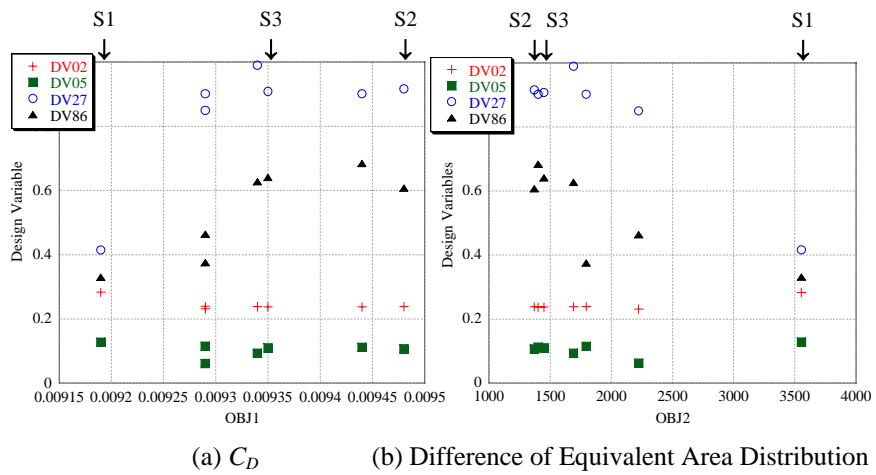 S1 S3 S2
DV02
DV05
DV27
DV86
Design Variable
0.6
0.4
0.2
0
0.00915 0.0092 0.00925 0.0093 0.00935 0.0094 0.00945 0.0095
OBJ1
(a) C_D
S2 S3 S1
DV02
DV05
DV27
DV86
Design Variables
0.6
0.4
0.2
0
1000 1500 2000 2500 3000 3500 4000
OBJ2
(b) Difference of Equivalent Area Distribution